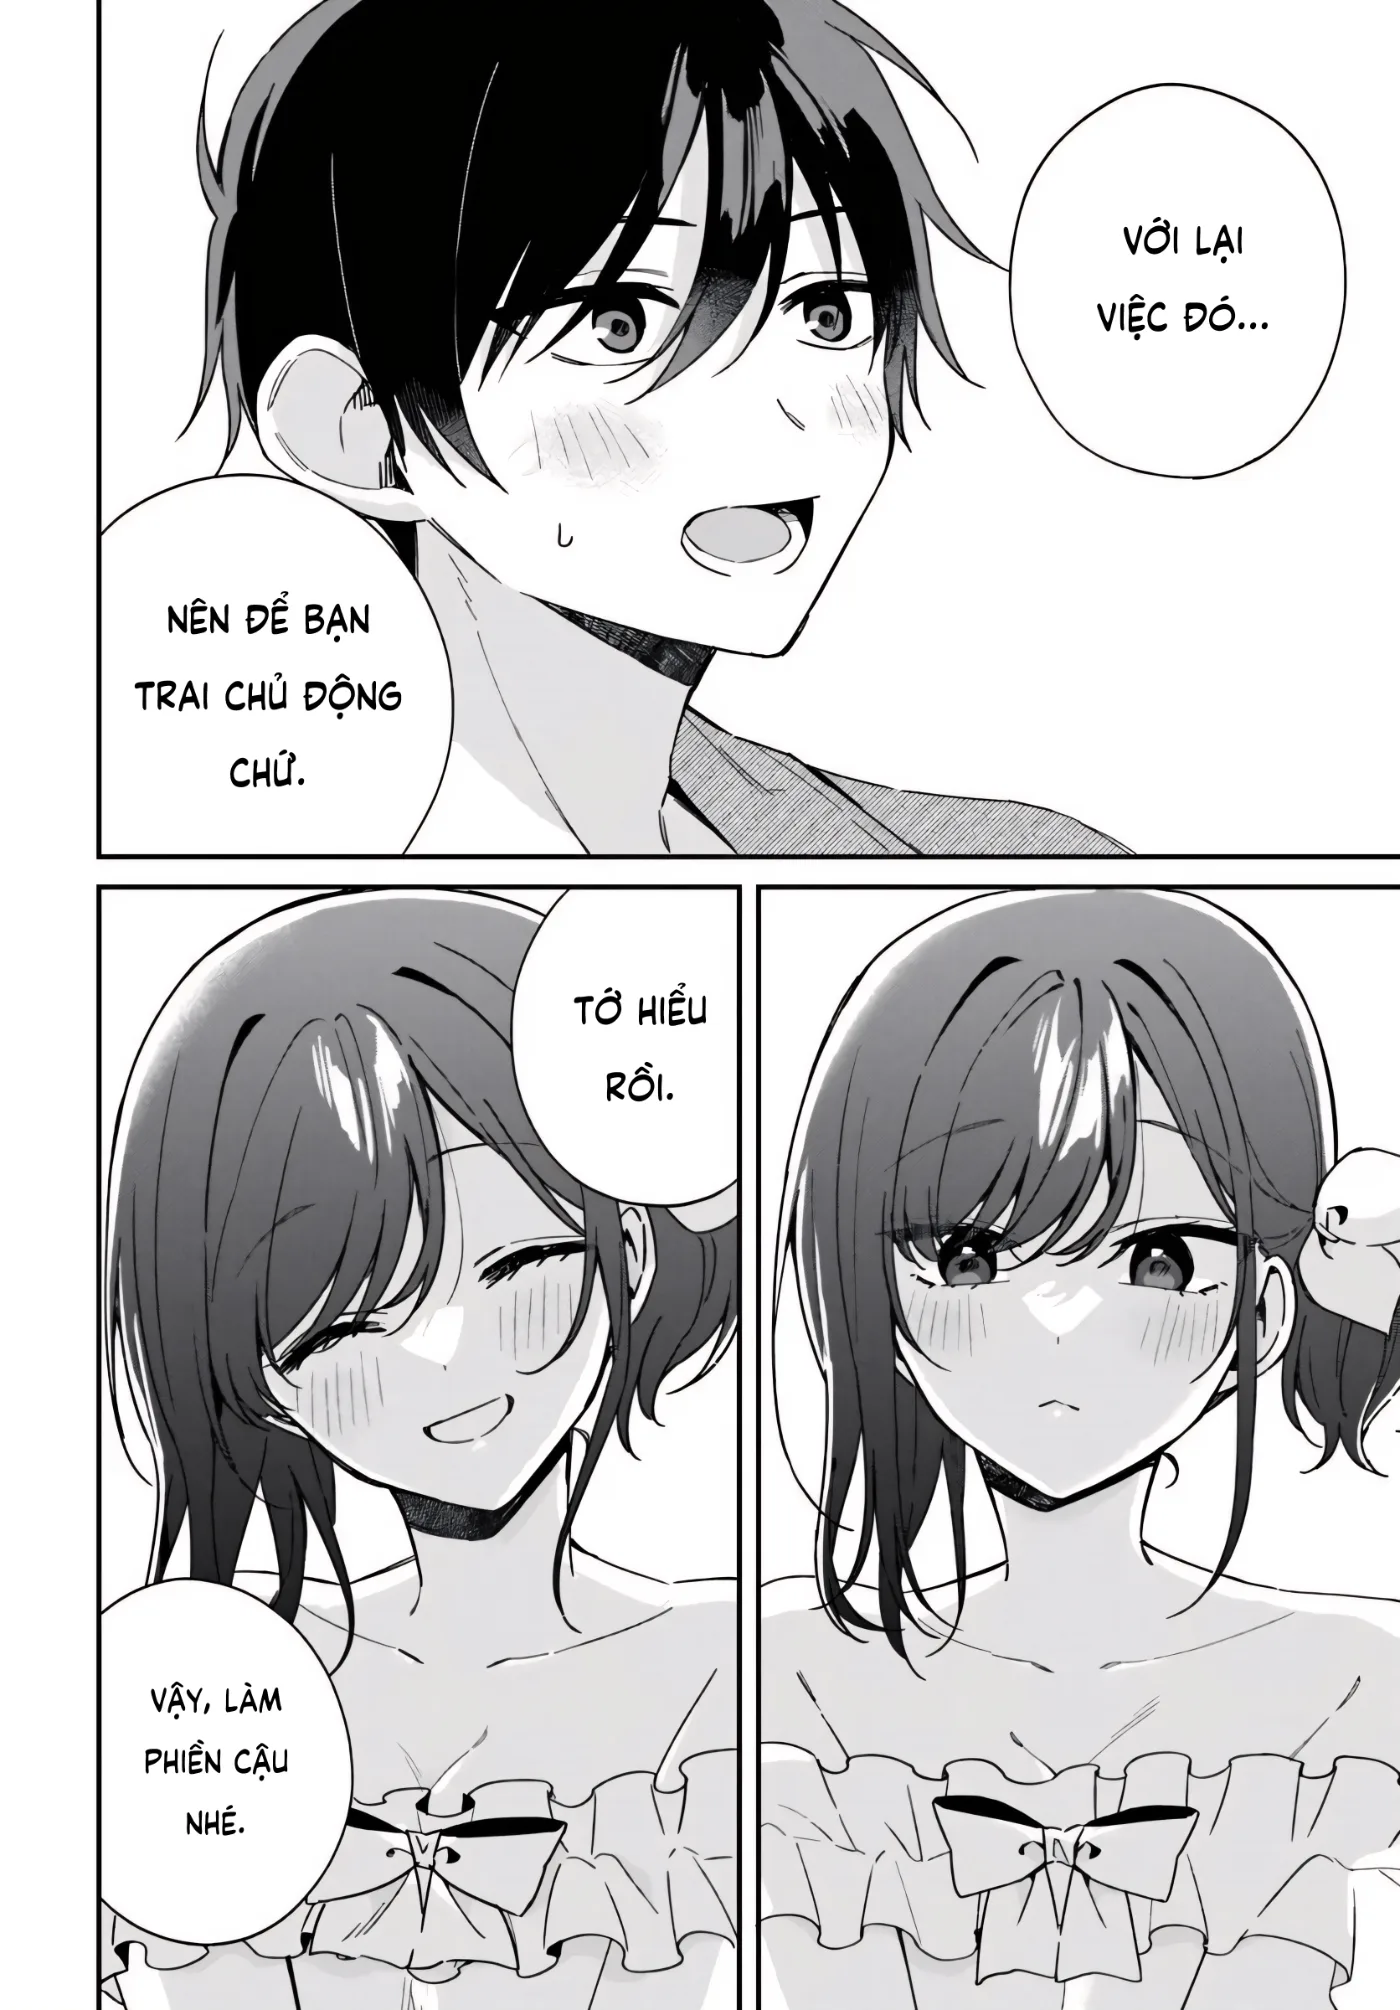 VỚI LẠI
VIỆC ĐÓ...
NÊN ĐỂ BẠN
TRAI CHỦ ĐỘNG
CHỨ.
TỚ HIỂU
RỒI.
VẬY, LÀM
PHIỀN CẬU
NHÉ.